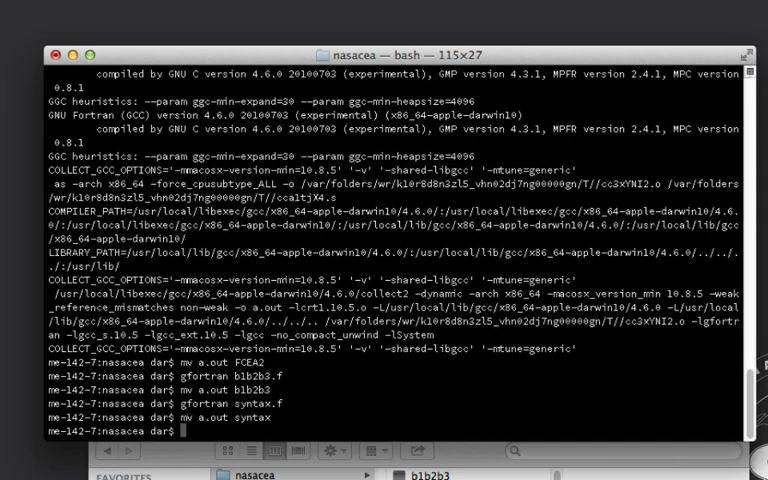 nasacea — bash — 115×27
compiled by GNU C version 4.6.0 20100703 (experimental), GMP version 4.3.1, MPFR version 2.4.1, MPC version
0.8.1
GGC heuristics: --param ggc-min-expand=30 --param ggc-min-heapsize=4096
GNU Fortran (GCC) version 4.6.0 20100703 (experimental) (x86_64-apple-darwin10)
compiled by GNU C version 4.6.0 20100703 (experimental), GMP version 4.3.1, MPFR version 2.4.1, MPC version
0.8.1
GGC heuristics: --param ggc-min-expand=30 --param ggc-min-heapsize=4096
COLLECT_GCC_OPTIONS='-mmacosx-version-min=10.8.5' '-v' '-shared-libgcc' '-mtune=generic'
as -arch x86_64 -force_cpusubtype_ALL -o /var/folders/wr/k10r8d8n3zl5_vhn02dj7ng00000gn/T//cc3xYNI2.o /var/folders
/wr/k10r8d8n3zl5_vhn02dj7ng00000gn/T//cca1tjX4.s
COMPILER_PATH=/usr/local/libexec/gcc/x86_64-apple-darwin10/4.6.0/:/usr/local/libexec/gcc/x86_64-apple-darwin10/4.6.
0/:/usr/local/libexec/gcc/x86_64-apple-darwin10/:/usr/local/lib/gcc/x86_64-apple-darwin10/4.6.0/:/usr/local/lib/gcc
/x86_64-apple-darwin10/
LIBRARY_PATH=/usr/local/lib/gcc/x86_64-apple-darwin10/4.6.0/:/usr/local/lib/gcc/x86_64-apple-darwin10/4.6.0/../../.
./:/usr/lib/
COLLECT_GCC_OPTIONS='-mmacosx-version-min=10.8.5' '-v' '-shared-libgcc' '-mtune=generic'
/usr/local/libexec/gcc/x86_64-apple-darwin10/4.6.0/collect2 -dynamic -arch x86_64 -macosx_version_min 10.8.5 -weak
_reference_mismatches non-weak -o a.out -lcrt1.10.5.o -L/usr/local/lib/gcc/x86_64-apple-darwin10/4.6.0 -L/usr/local
/lib/gcc/x86_64-apple-darwin10/4.6.0/../../.. /var/folders/wr/k10r8d8n3zl5_vhn02dj7ng00000gn/T//cc3xYNI2.o -lgfortr
an -lgcc_s.10.5 -lgcc_ext.10.5 -lgcc -no_compact_unwind -lSystem
COLLECT_GCC_OPTIONS='-mmacosx-version-min=10.8.5' '-v' '-shared-libgcc' '-mtune=generic'
me-142-7:nasacea dar$ mv a.out FCEA2
me-142-7:nasacea dar$ gfortran b1b2b3.f
me-142-7:nasacea dar$ mv a.out b1b2b3
me-142-7:nasacea dar$ gfortran syntax.f
me-142-7:nasacea dar$ mv a.out syntax
me-142-7:nasacea dar$
FAVORITES
nasacea
b1b2b3